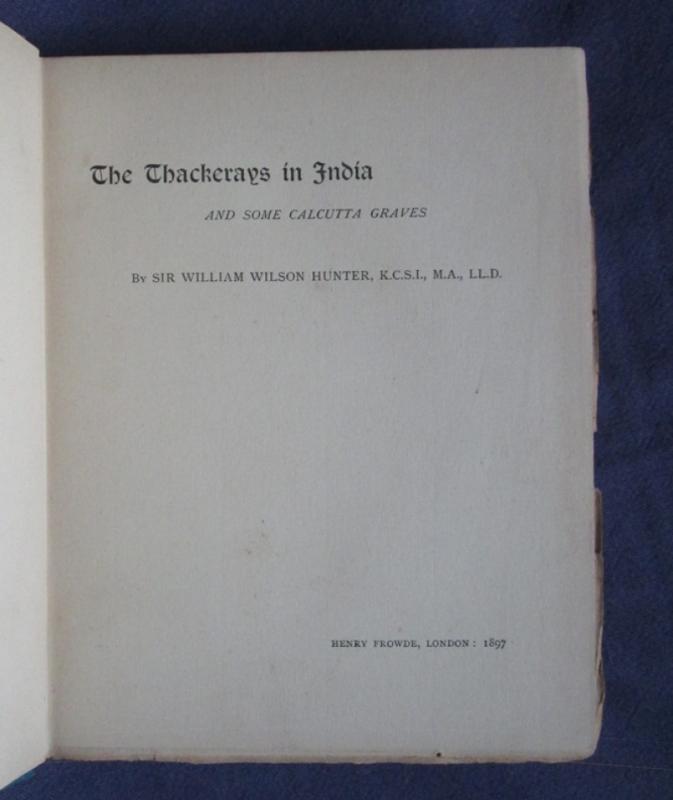 The Thackerays in India
AND SOME CALCUTTA GRAVES
By SIR WILLIAM WILSON HUNTER, K.C.S.I., M.A., LL.D.
HENRY FROWDE, LONDON: 1897